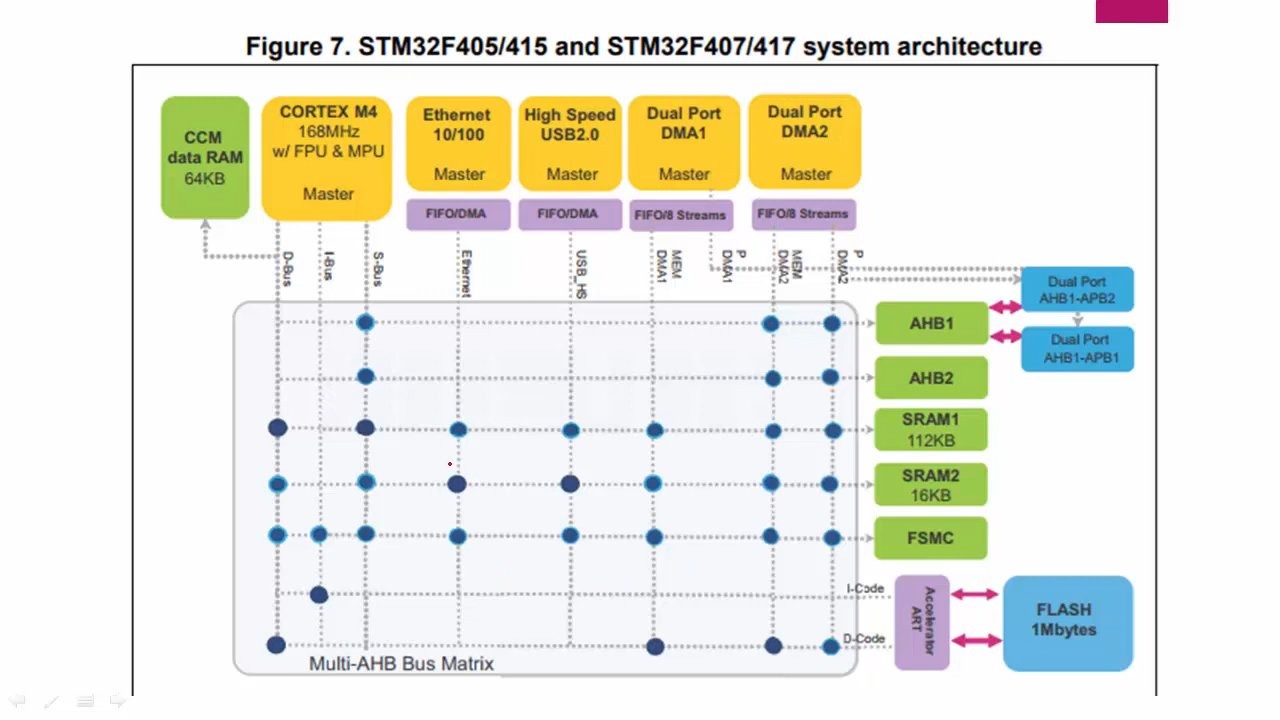 Figure 7. STM32F405/415 and STM32F407/417 system architecture
CCM
data RAM
64KB
CORTEX M4
168MHz
w/ FPU & MPU
Master
Ethernet
10/100
Master
High Speed
USB2.0
Master
Dual Port
DMA1
Master
Dual Port
DMA2
Master
FIFO/DMA
FIFO/DMA
FIFO/8 Streams
FIFO/8 Streams
D-Bus
I-Bus
S-Bus
Ethernet
USB_HS
MEM
DMA1
P
DMA1
MEM
DMA2
P
DMA2
Dual Port
AHB1-APB2
Dual Port
AHB1-APB1
AHB1
AHB2
SRAM1
112KB
SRAM2
16KB
FSMC
I-Code
D-Code
Accelerator
ART
FLASH
1Mbytes
Multi-AHB Bus Matrix